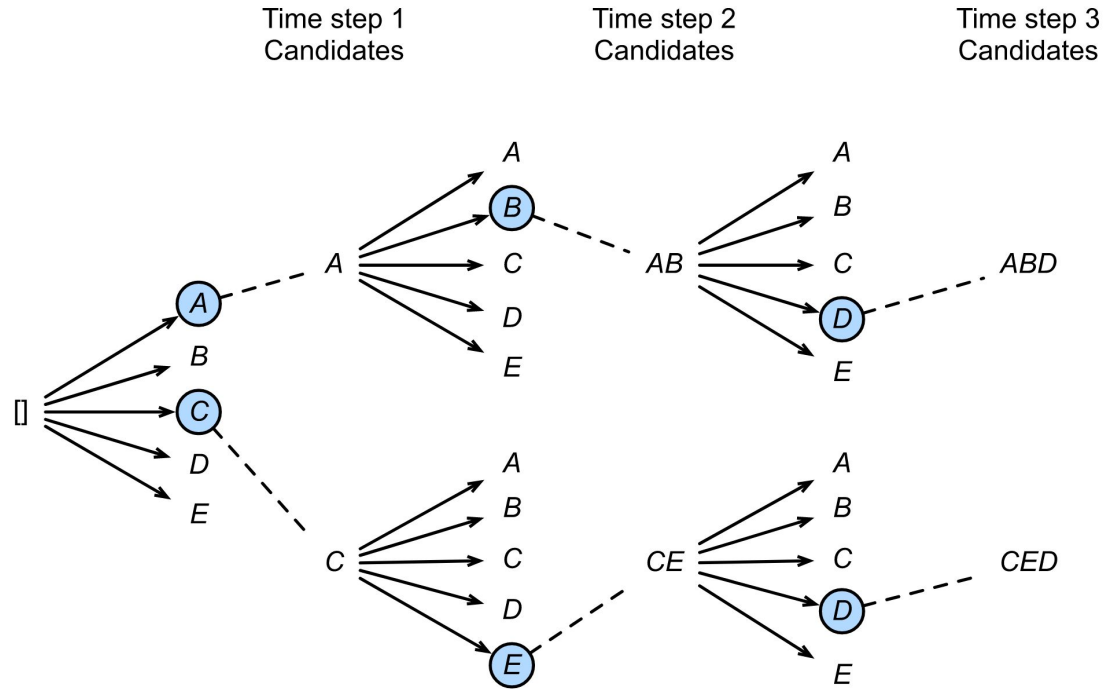 Time step 1
Candidates
Time step 2
Candidates
Time step 3
Candidates
[]
A
B
C
D
E
A
A
B
C
D
E
AB
A
B
C
D
E
ABD
C
A
B
C
D
E
CE
A
B
C
D
E
CED